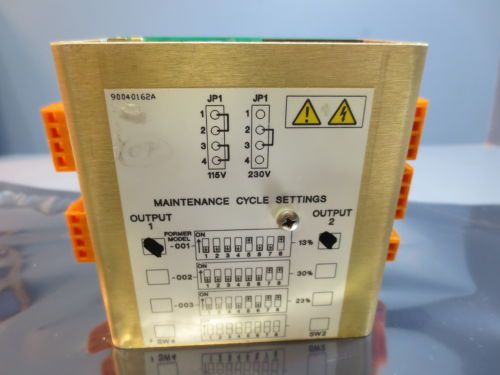 90040162A
JP1 JP1
1 1
2 2
3 3
4 4
115V 230V
MAINTENANCE CYCLE SETTINGS
OUTPUT
1
OUTPUT
2
FORMER
MODEL
-001- ON 1 2 3 4 5 6 7 8 13%
-002- ON 1 2 3 4 5 6 7 8 30%
-003- ON 1 2 3 4 5 6 7 8 23%
SW4 SW3